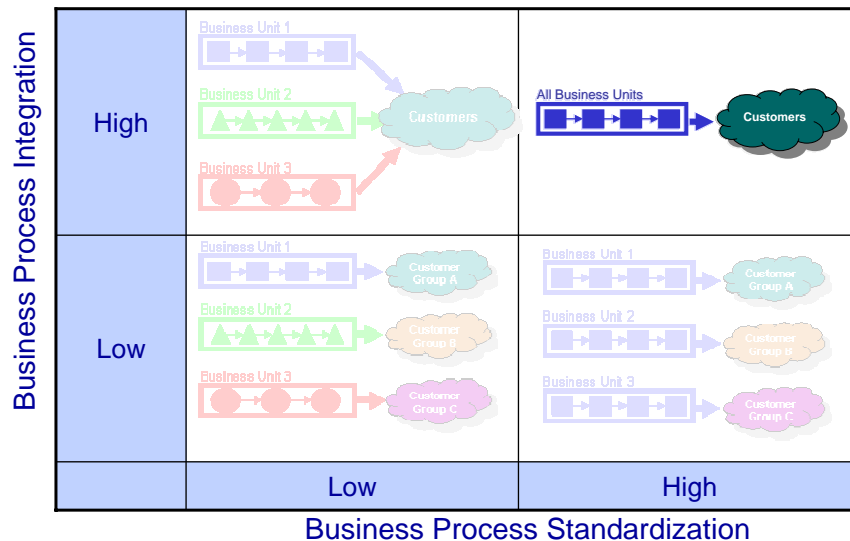 Business Process Integration
High
Business Unit 1
Business Unit 2
Business Unit 3
Customers
All Business Units
Customers
Low
Business Unit 1
Customer
Group A
Business Unit 2
Customer
Group B
Business Unit 3
Customer
Group C
Business Unit 1
Customer
Group A
Business Unit 2
Customer
Group B
Business Unit 3
Customer
Group C
Low
High
Business Process Standardization